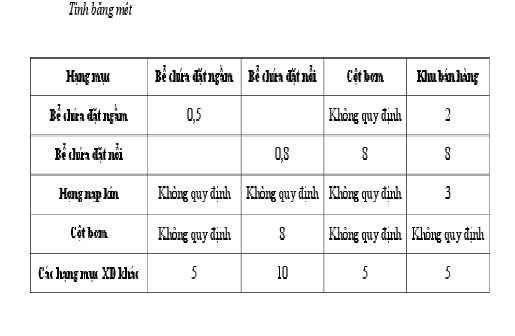 Tính bằng mét
Hạng mục Bể chứa đặt ngầm Bể chứa đặt nổi Cột bơm Khu bán hàng
Bể chứa đặt ngầm 0,5 Không quy định 2
Bể chứa đặt nổi 0,8 8 8
Họng nạp kín Không quy định Không quy định Không quy định 3
Cột bơm Không quy định 8 Không quy định Không quy định
Các hạng mục XD khác 5 10 5 5